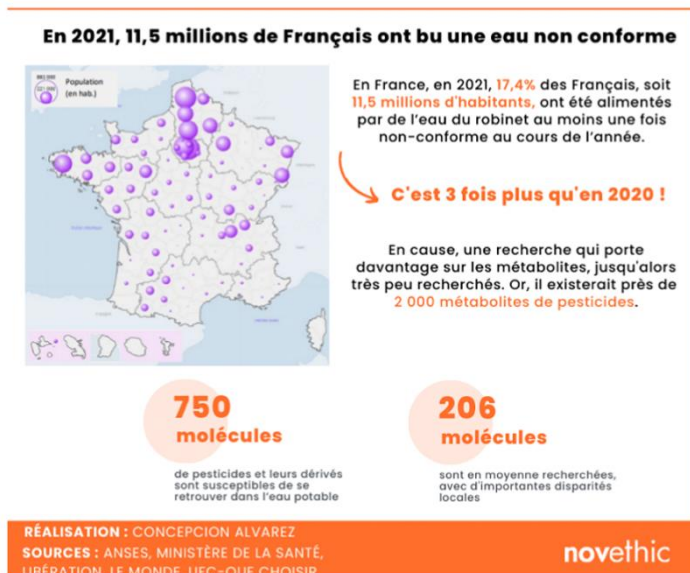 En 2021, 11,5 millions de Français ont bu une eau non conforme
Population
(en hab.)
En France, en 2021, 17,4% des Français, soit
11,5 millions d'habitants, ont été alimentés
par de l'eau du robinet au moins une fois
non-conforme au cours de l'année.
C'est 3 fois plus qu'en 2020 !
En cause, une recherche qui porte
davantage sur les métabolites, jusqu'alors
très peu recherchés. Or, il existerait près de
2 000 métabolites de pesticides.
750
molécules
de pesticides et leurs dérivés
sont susceptibles de se
retrouver dans l'eau potable
206
molécules
sont en moyenne recherchées,
avec d'importantes disparités
locales
RÉALISATION : CONCEPCION ALVAREZ
SOURCES : ANSES, MINISTÈRE DE LA SANTÉ,
LIBÉRATION, LE MONDE, UFC-QUE CHOISIR
novethic